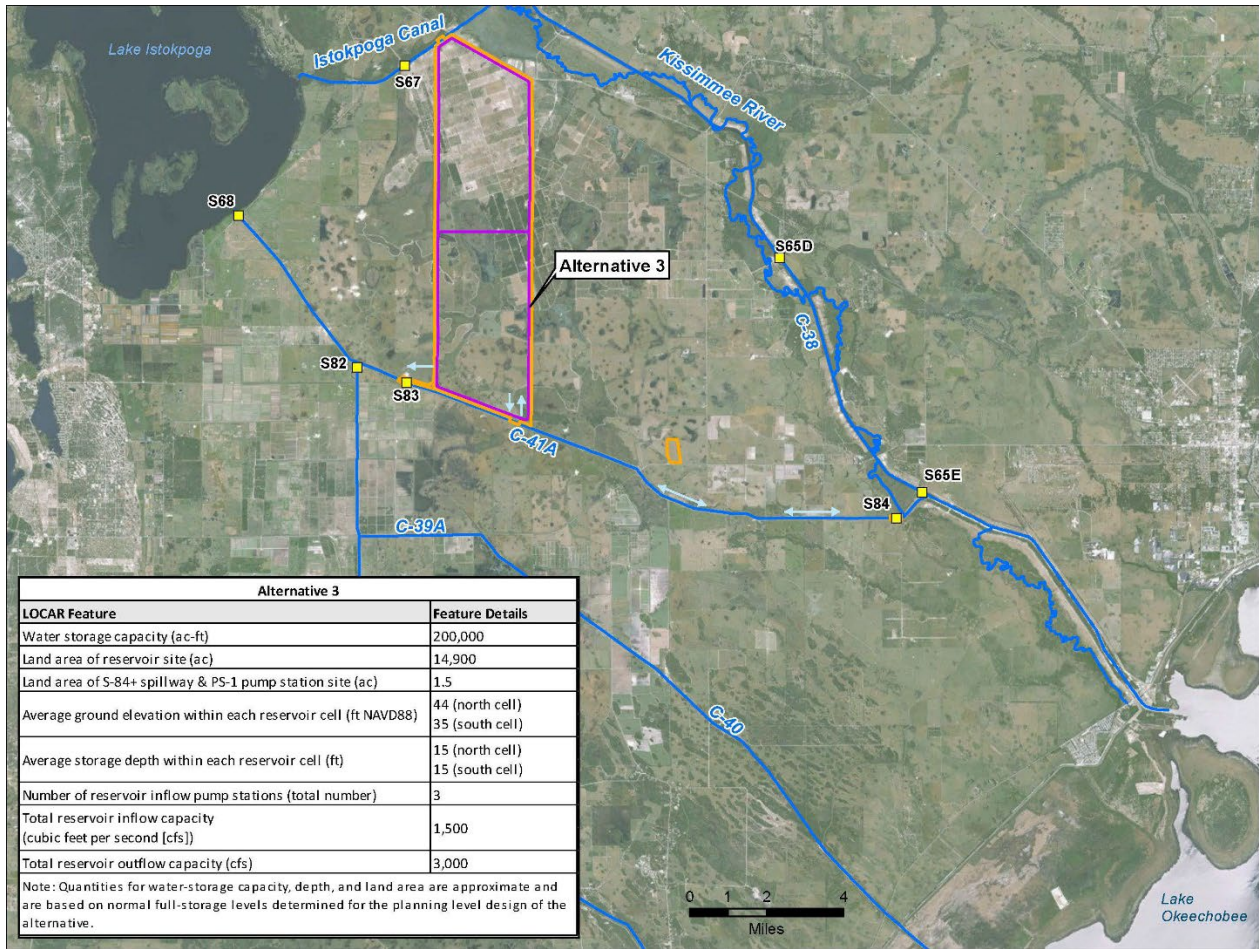 Lake Istokpoga
Istokpoga Canal
S67
Kissimmee River
S68
S65D
Alternative 3
C-38
S82
S83
C-41A
S65E
S84
C-39A
C-40
Alternative 3
LOCAR Feature Feature Details
Water storage capacity (ac-ft) 200,000
Land area of reservoir site (ac) 14,900
Land area of S-84+ spillway & PS-1 pump station site (ac) 1.5
Average ground elevation within each reservoir cell (ft NAVD88) 44 (north cell)
35 (south cell)
Average storage depth within each reservoir cell (ft) 15 (north cell)
15 (south cell)
Number of reservoir inflow pump stations (total number) 3
Total reservoir inflow capacity
(cubic feet per second [cfs]) 1,500
Total reservoir outflow capacity (cfs) 3,000
Note: Quantities for water-storage capacity, depth, and land area are approximate and
are based on normal full-storage levels determined for the planning level design of the
alternative.
0 1 2 4
Miles
Lake
Okeechobee